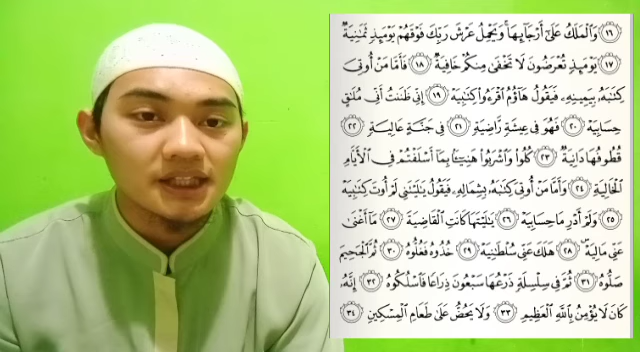 (١٦) وَٱلْمَلَكُ عَلَىٰٓ أَرْجَآئِهَا ۚ وَيَحْمِلُ عَرْشَ رَبِّكَ فَوْقَهُمْ يَوْمَئِذٍ ثَمَٰنِيَةٌ
(١٧) يَوْمَئِذٍ تُعْرَضُونَ لَا تَخْفَىٰ مِنكُمْ خَافِيَةٌ (١٨) فَأَمَّا مَنْ أُوتِىَ
كِتَٰبَهُۥ بِيَمِينِهِۦ فَيَقُولُ هَآؤُمُ ٱقْرَءُوا۟ كِتَٰبِيَهْ (١٩) إِنِّى ظَنَنتُ أَنِّى مُلَٰقٍ
حِسَابِيَهْ (٢٠) فَهُوَ فِى عِيشَةٍ رَّاضِيَةٍ (٢١) فِى جَنَّةٍ عَالِيَةٍ (٢٢)
قُطُوفُهَا دَانِيَةٌ (٢٣) كُلُوا۟ وَٱشْرَبُوا۟ هَنِيٓـًٔۢا بِمَآ أَسْلَفْتُمْ فِى ٱلْأَيَّامِ
ٱلْخَالِيَةِ (٢٤) وَأَمَّا مَنْ أُوتِىَ كِتَٰبَهُۥ بِشِمَالِهِۦ فَيَقُولُ يَٰلَيْتَنِى لَمْ أُوتَ كِتَٰبِيَهْ
(٢٥) وَلَمْ أَدْرِ مَا حِسَابِيَهْ (٢٦) يَٰلَيْتَهَا كَانَتِ ٱلْقَاضِيَةَ (٢٧) مَآ أَغْنَىٰ
عَنِّى مَالِيَهْ ۜ (٢٨) هَلَكَ عَنِّى سُلْطَٰنِيَهْ (٢٩) خُذُوهُ فَغُلُّوهُ (٣٠) ثُمَّ ٱلْجَحِيمَ
صَلُّوهُ (٣١) ثُمَّ فِى سِلْسِلَةٍ ذَرْعُهَا سَبْعُونَ ذِرَاعًا فَٱسْلُكُوهُ (٣٢) إِنَّهُۥ
كَانَ لَا يُؤْمِنُ بِٱللَّهِ ٱلْعَظِيمِ (٣٣) وَلَا يَحُضُّ عَلَىٰ طَعَامِ ٱلْمِسْكِينِ (٣٤)